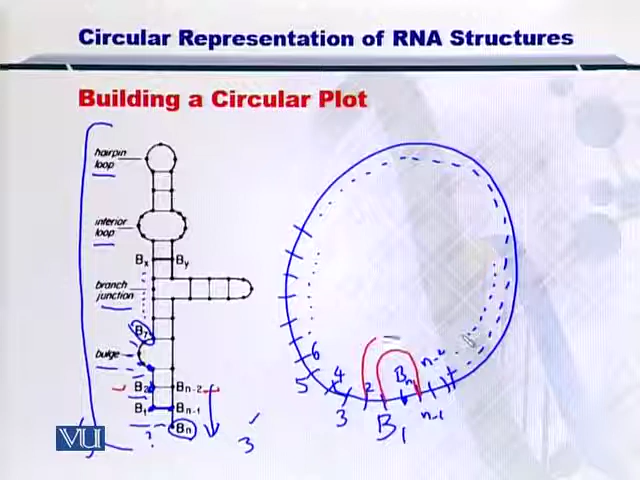 Circular Representation of RNA Structures
Building a Circular Plot
hairpin
loop
interior
loop
Bx By
branch
junction
B7
bulge
B2 Bn-2
B1 Bn-1
Bn
?
3'
VU
6
5
4
3
2
B1
Bn
n-1
n-2